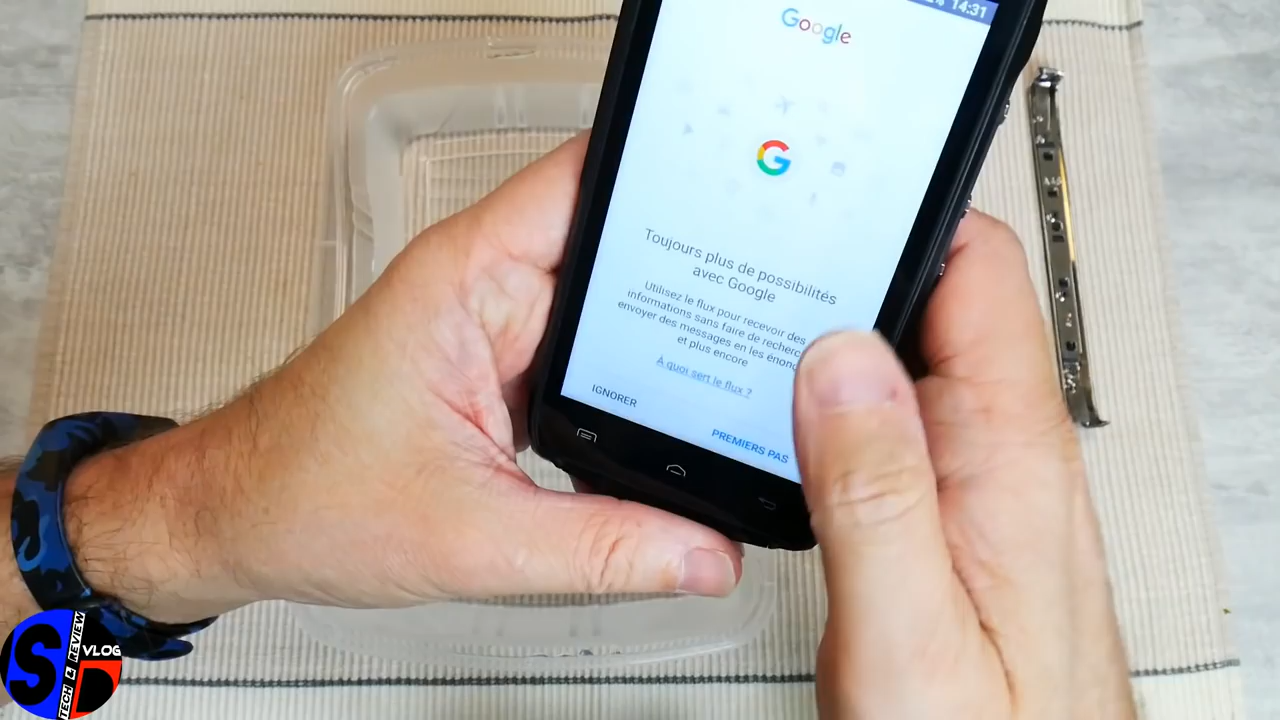 14:31
Google
G
Toujours plus de possibilités
avec Google
Utilisez le flux pour recevoir des
informations sans faire de recherc
envoyer des messages en les énon
et plus encore
À quoi sert le flux ?
IGNORER
PREMIERS PAS
S
TECH & REVIEW
VLOG
D